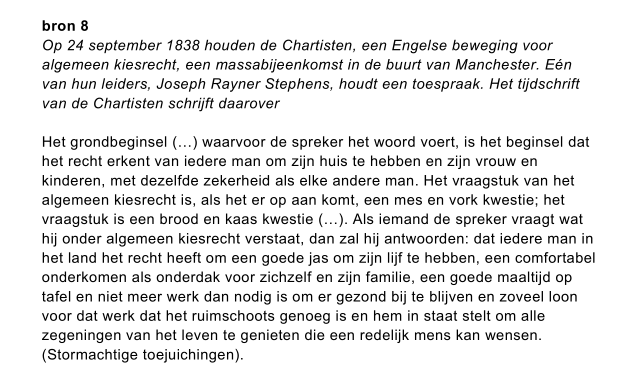 bron 8
Op 24 september 1838 houden de Chartisten, een Engelse beweging voor
algemeen kiesrecht, een massabijeenkomst in de buurt van Manchester. Eén
van hun leiders, Joseph Rayner Stephens, houdt een toespraak. Het tijdschrift
van de Chartisten schrijft daarover
Het grondbeginsel (…) waarvoor de spreker het woord voert, is het beginsel dat
het recht erkent van iedere man om zijn huis te hebben en zijn vrouw en
kinderen, met dezelfde zekerheid als elke andere man. Het vraagstuk van het
algemeen kiesrecht is, als het er op aan komt, een mes en vork kwestie; het
vraagstuk is een brood en kaas kwestie (…). Als iemand de spreker vraagt wat
hij onder algemeen kiesrecht verstaat, dan zal hij antwoorden: dat iedere man in
het land het recht heeft om een goede jas om zijn lijf te hebben, een comfortabel
onderkomen als onderdak voor zichzelf en zijn familie, een goede maaltijd op
tafel en niet meer werk dan nodig is om er gezond bij te blijven en zoveel loon
voor dat werk dat het ruimschoots genoeg is en hem in staat stelt om alle
zegeningen van het leven te genieten die een redelijk mens kan wensen.
(Stormachtige toejuichingen).